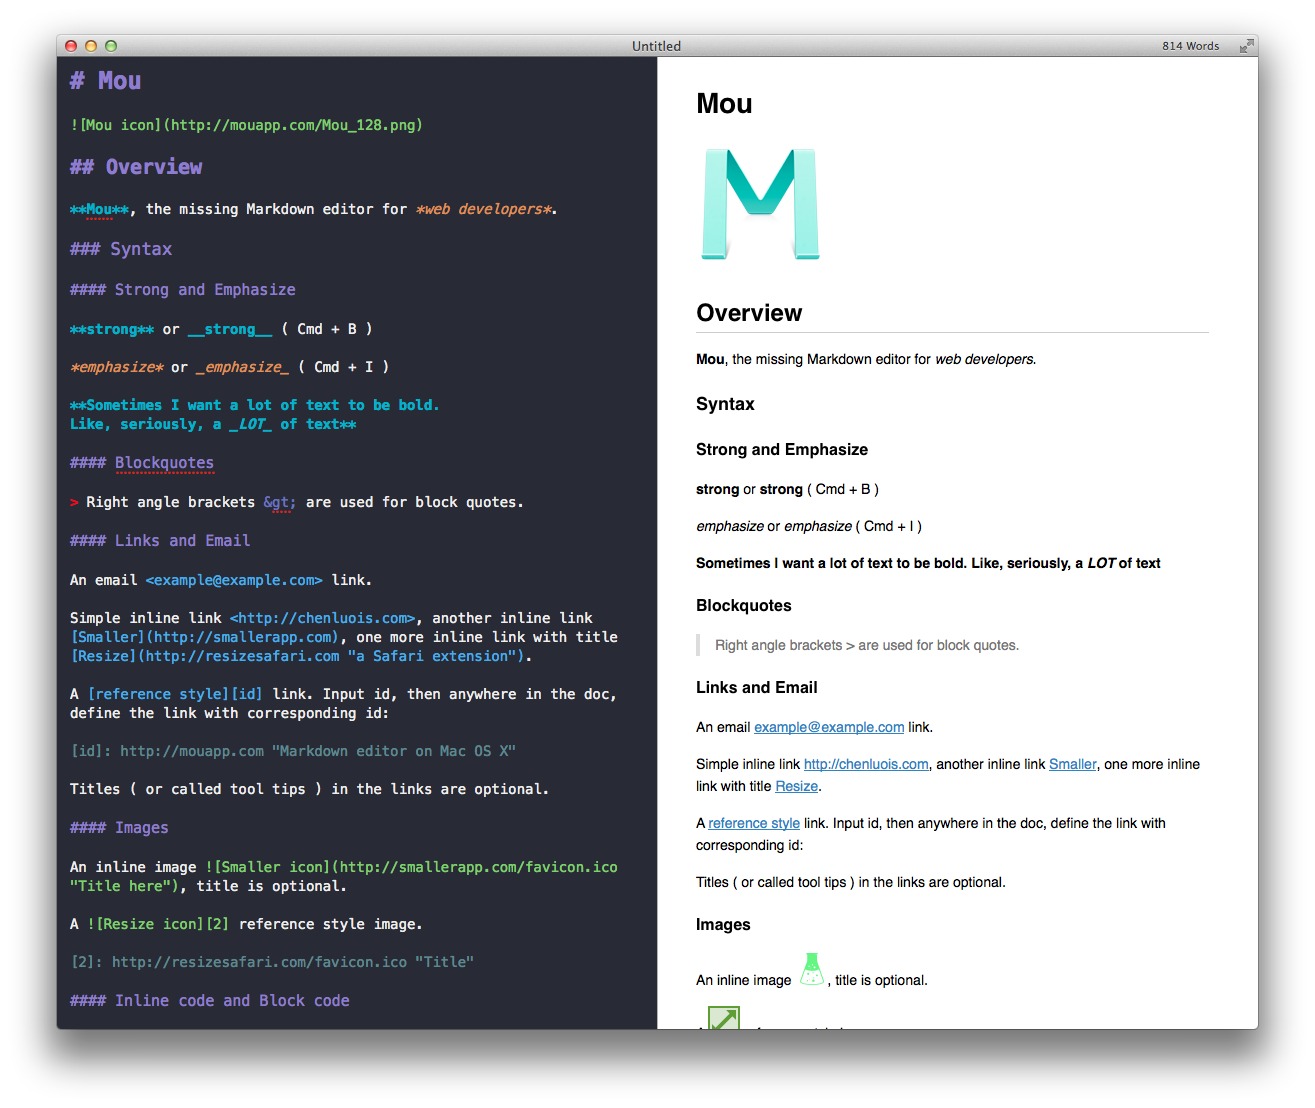 Untitled
814 Words
# Mou
![Mou icon](http://mouapp.com/Mou_128.png)
## Overview
**Mou**, the missing Markdown editor for *web developers*.
### Syntax
#### Strong and Emphasize
**strong** or __strong__ ( Cmd + B )
*emphasize* or _emphasize_ ( Cmd + I )
**Sometimes I want a lot of text to be bold.
Like, seriously, a _LOT_ of text**
#### Blockquotes
> Right angle brackets &gt; are used for block quotes.
#### Links and Email
An email <example@example.com> link.
Simple inline link <http://chenluois.com>, another inline link
[Smaller](http://smallerapp.com), one more inline link with title
[Resize](http://resizesafari.com "a Safari extension").
A [reference style][id] link. Input id, then anywhere in the doc,
define the link with corresponding id:
[id]: http://mouapp.com "Markdown editor on Mac OS X"
Titles ( or called tool tips ) in the links are optional.
#### Images
An inline image ![Smaller icon](http://smallerapp.com/favicon.ico
"Title here"), title is optional.
A ![Resize icon][2] reference style image.
[2]: http://resizesafari.com/favicon.ico "Title"
#### Inline code and Block code
Mou
M
Overview
Mou, the missing Markdown editor for web developers.
Syntax
Strong and Emphasize
strong or strong ( Cmd + B )
emphasize or emphasize ( Cmd + I )
Sometimes I want a lot of text to be bold. Like, seriously, a LOT of text
Blockquotes
Right angle brackets > are used for block quotes.
Links and Email
An email example@example.com link.
Simple inline link http://chenluois.com, another inline link Smaller, one more inline
link with title Resize.
A reference style link. Input id, then anywhere in the doc, define the link with
corresponding id:
Titles ( or called tool tips ) in the links are optional.
Images
An inline image , title is optional.